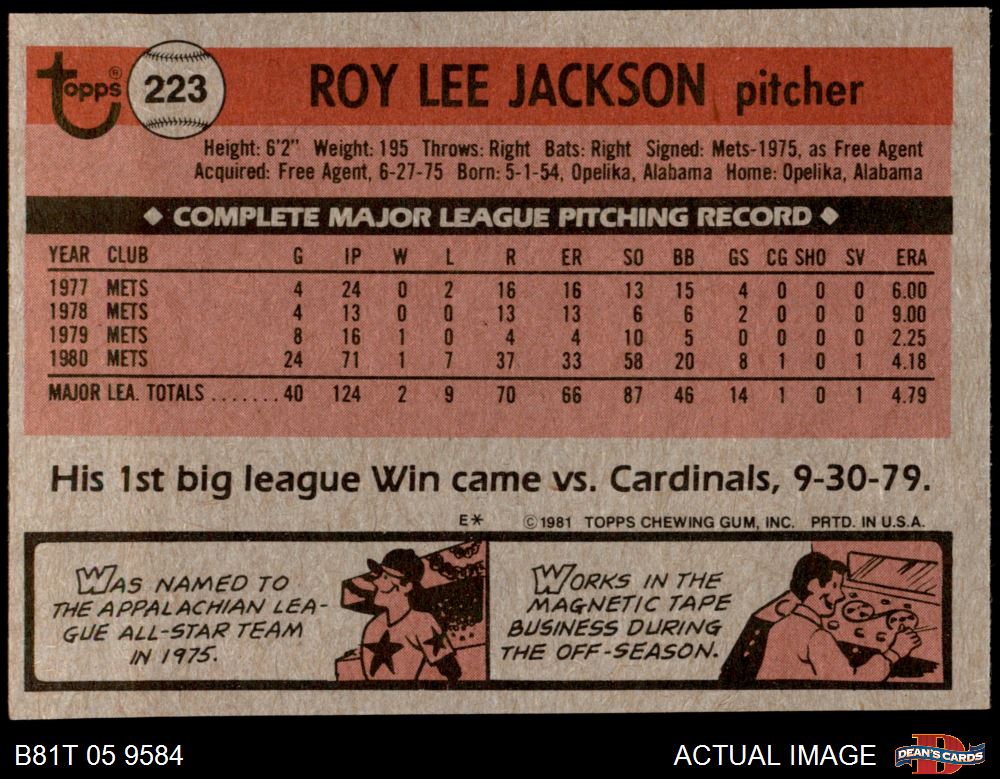 Topps® 223 ROY LEE JACKSON pitcher
Height: 6'2" Weight: 195 Throws: Right Bats: Right Signed: Mets-1975, as Free Agent
Acquired: Free Agent, 6-27-75 Born: 5-1-54, Opelika, Alabama Home: Opelika, Alabama
◆ COMPLETE MAJOR LEAGUE PITCHING RECORD ◆
YEAR CLUB G IP W L R ER SO BB GS CG SHO SV ERA
1977 METS 4 24 0 2 16 16 13 15 4 0 0 0 6.00
1978 METS 4 13 0 0 13 13 6 6 2 0 0 0 9.00
1979 METS 8 16 1 0 4 4 10 5 0 0 0 0 2.25
1980 METS 24 71 1 7 37 33 58 20 8 1 0 1 4.18
MAJOR LEA. TOTALS ....... 40 124 2 9 70 66 87 46 14 1 0 1 4.79
His 1st big league Win came vs. Cardinals, 9-30-79.
E* © 1981 TOPPS CHEWING GUM, INC. PRTD. IN U.S.A.
WAS NAMED TO
THE APPALACHIAN LEA-
GUE ALL-STAR TEAM
IN 1975.
WORKS IN THE
MAGNETIC TAPE
BUSINESS DURING
THE OFF-SEASON.
B81T 05 9584 ACTUAL IMAGE DEAN'S CARDS